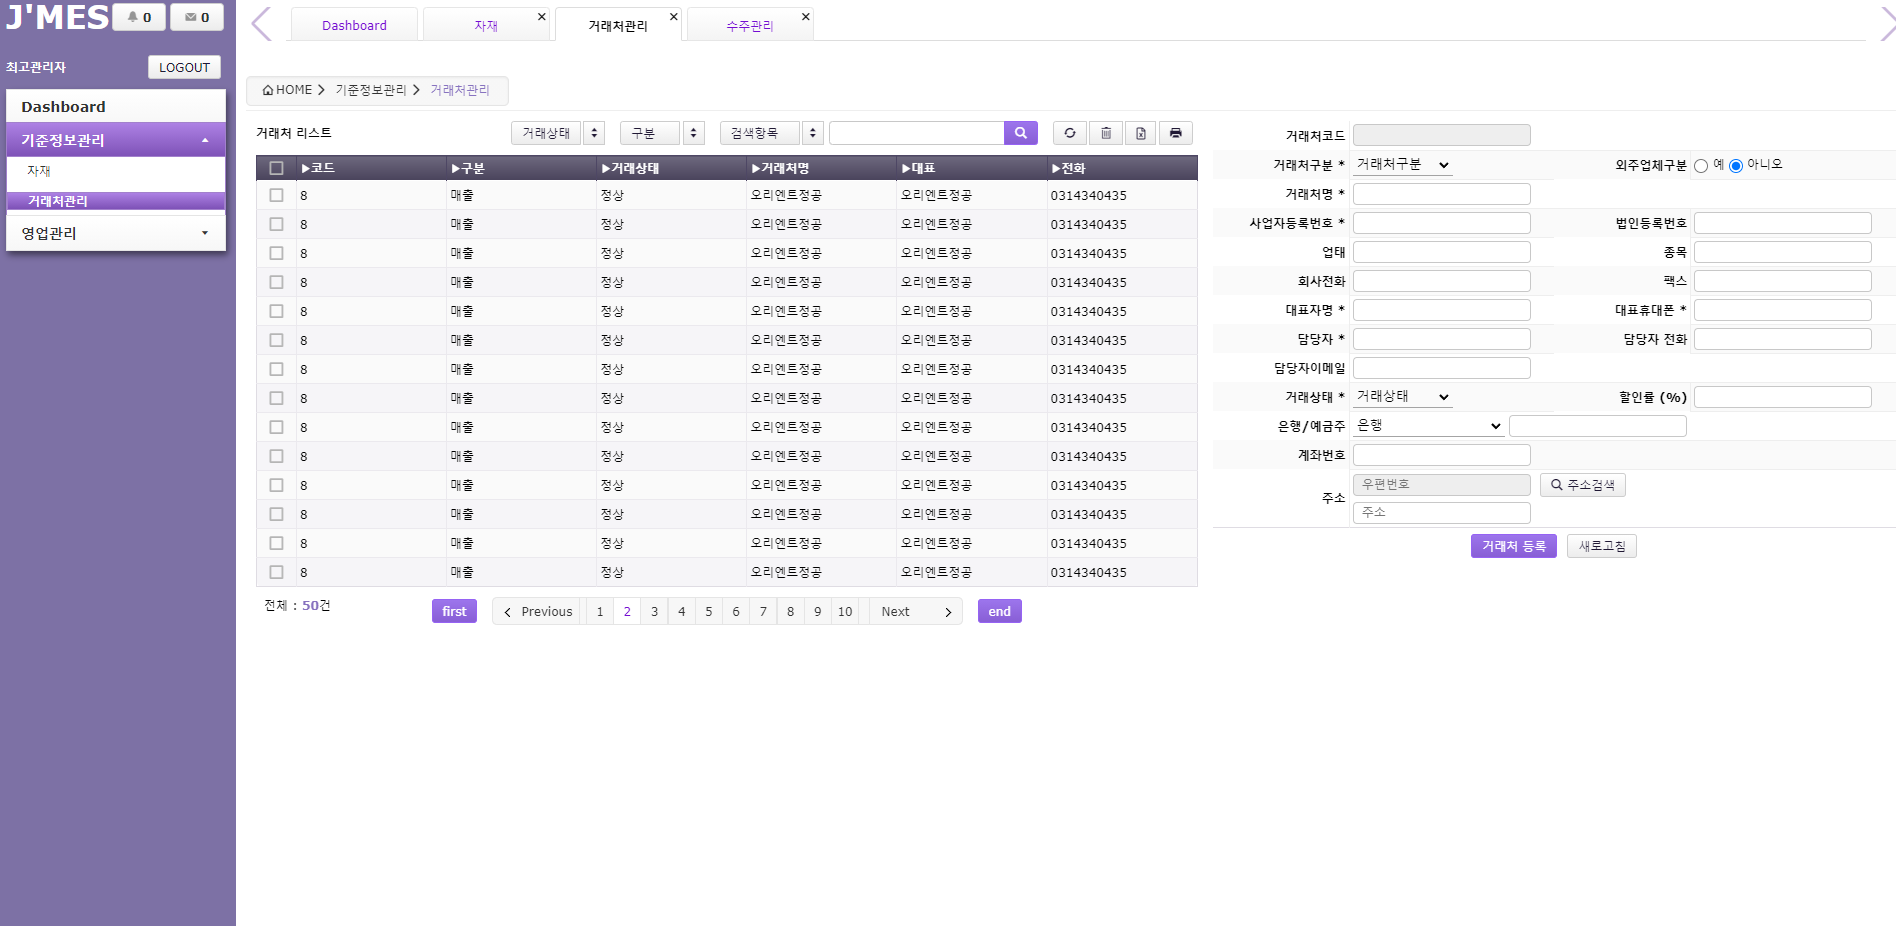 J'MES 0 0
최고관리자 LOGOUT
Dashboard
기준정보관리
자재
거래처관리
영업관리
Dashboard 자재 거래처관리 수주관리
HOME 기준정보관리 거래처관리
거래처 리스트 거래상태 구분 검색항목
▶코드 ▶구분 ▶거래상태 ▶거래처명 ▶대표 ▶전화
8 매출 정상 오리엔트정공 오리엔트정공 0314340435
8 매출 정상 오리엔트정공 오리엔트정공 0314340435
8 매출 정상 오리엔트정공 오리엔트정공 0314340435
8 매출 정상 오리엔트정공 오리엔트정공 0314340435
8 매출 정상 오리엔트정공 오리엔트정공 0314340435
8 매출 정상 오리엔트정공 오리엔트정공 0314340435
8 매출 정상 오리엔트정공 오리엔트정공 0314340435
8 매출 정상 오리엔트정공 오리엔트정공 0314340435
8 매출 정상 오리엔트정공 오리엔트정공 0314340435
8 매출 정상 오리엔트정공 오리엔트정공 0314340435
8 매출 정상 오리엔트정공 오리엔트정공 0314340435
8 매출 정상 오리엔트정공 오리엔트정공 0314340435
8 매출 정상 오리엔트정공 오리엔트정공 0314340435
8 매출 정상 오리엔트정공 오리엔트정공 0314340435
전체 : 50건 first Previous 1 2 3 4 5 6 7 8 9 10 Next end
거래처코드
거래처구분 * 거래처구분 외주업체구분 예 아니오
거래처명 *
사업자등록번호 * 법인등록번호
업태 종목
회사전화 팩스
대표자명 * 대표휴대폰 *
담당자 * 담당자 전화
담당자이메일
거래상태 * 거래상태 할인률 (%)
은행/예금주 은행
계좌번호
주소 우편번호 주소검색
주소
거래처 등록 새로고침